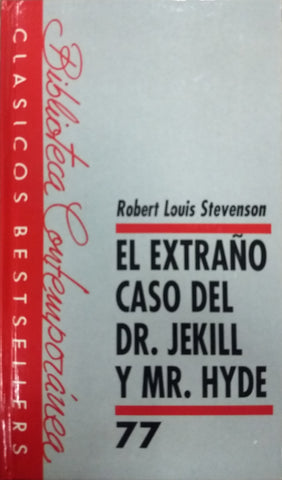 CLASICOS BESTSELLERS
Biblioteca Contemporánea
Robert Louis Stevenson
EL EXTRAÑO
CASO DEL
DR. JEKILL
Y MR. HYDE
77